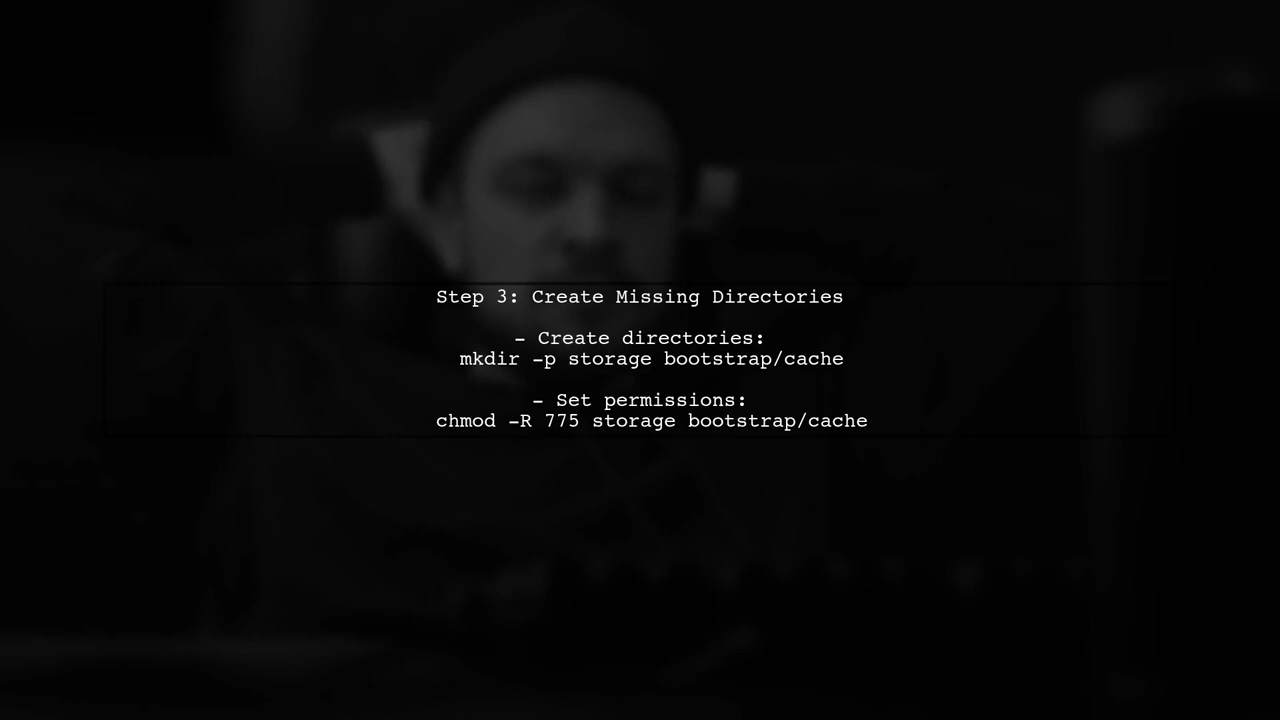 Step 3: Create Missing Directories
- Create directories:
mkdir -p storage bootstrap/cache
- Set permissions:
chmod -R 775 storage bootstrap/cache